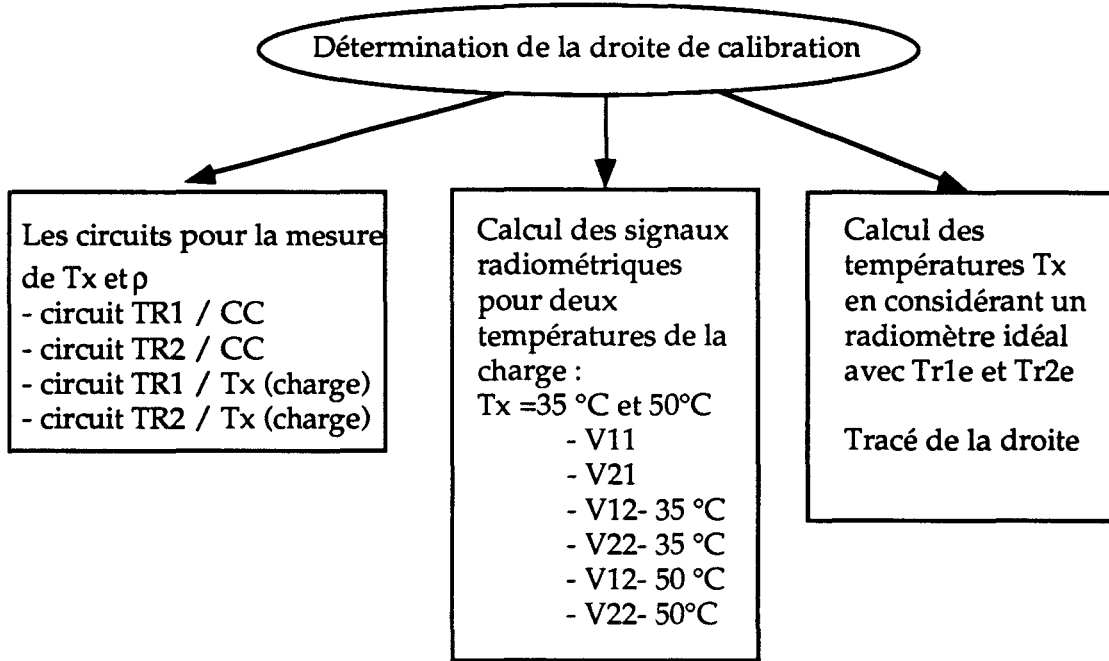 Détermination de la droite de calibration
Les circuits pour la mesure
de Tx et ρ
- circuit TR1 / CC
- circuit TR2 / CC
- circuit TR1 / Tx (charge)
- circuit TR2 / Tx (charge)
Calcul des signaux
radiométriques
pour deux
températures de la
charge :
Tx =35 °C et 50°C
- V11
- V21
- V12- 35 °C
- V22- 35 °C
- V12- 50 °C
- V22- 50°C
Calcul des
températures Tx
en considérant un
radiomètre idéal
avec Tr1e et Tr2e
Tracé de la droite